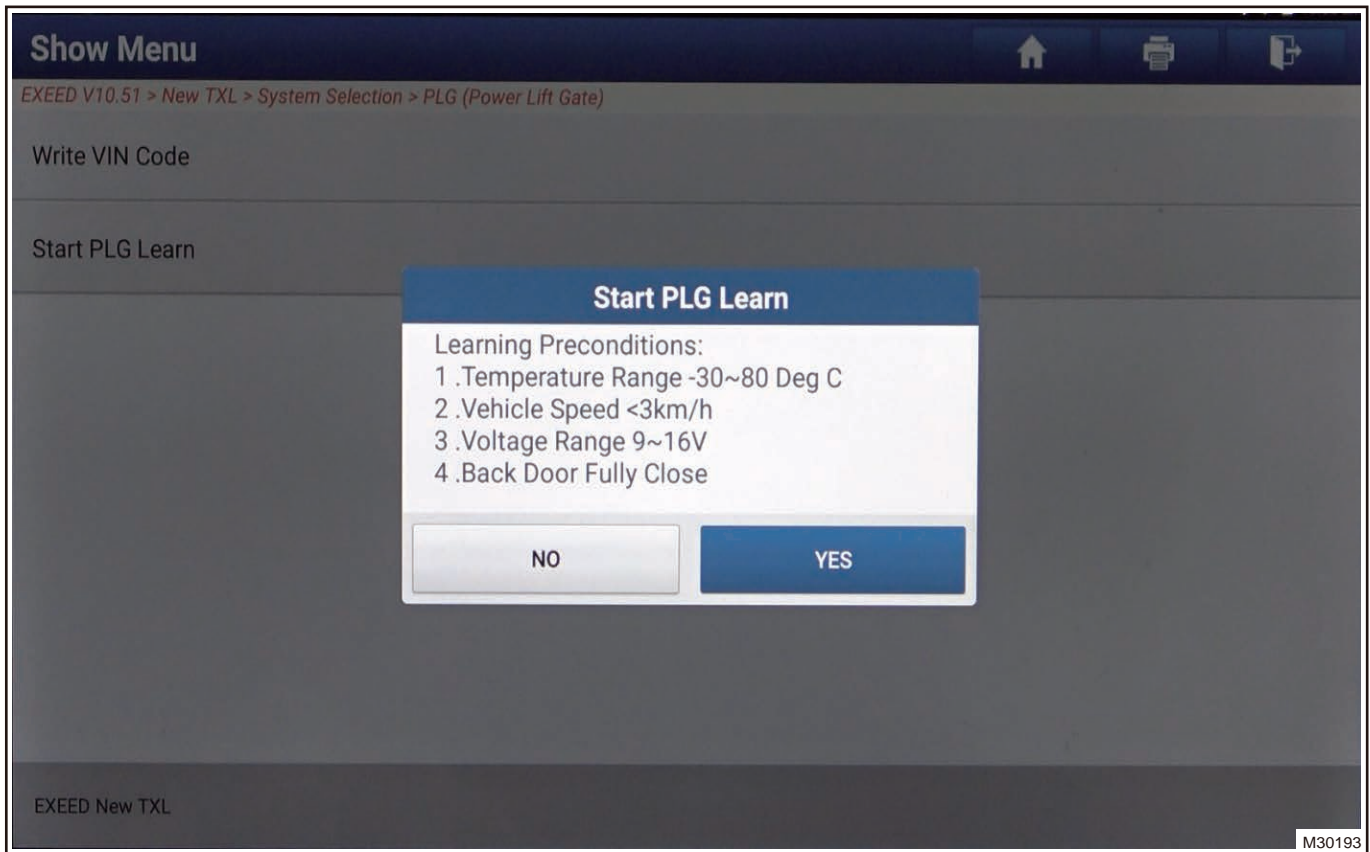 Show Menu
EXEED V10.51 > New TXL > System Selection > PLG (Power Lift Gate)
Write VIN Code
Start PLG Learn
Start PLG Learn
Learning Preconditions:
1 .Temperature Range -30~80 Deg C
2 .Vehicle Speed <3km/h
3 .Voltage Range 9~16V
4 .Back Door Fully Close
NO
YES
EXEED New TXL
M30193